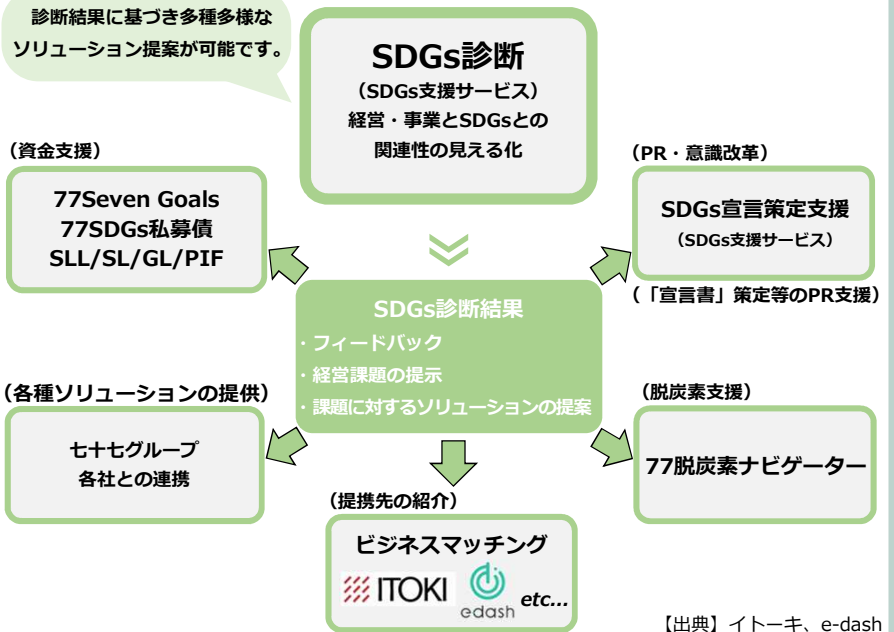 診断結果に基づき多種多様な
ソリューション提案が可能です。
SDGs診断
(SDGs支援サービス)
経営・事業とSDGsとの
関連性の見える化
(資金支援)
77Seven Goals
77SDGs私募債
SLL/SL/GL/PIF
(PR・意識改革)
SDGs宣言策定支援
(SDGs支援サービス)
(「宣言書」策定等のPR支援)
SDGs診断結果
・フィードバック
・経営課題の提示
・課題に対するソリューションの提案
(各種ソリューションの提供)
七十七グループ
各社との連携
(脱炭素支援)
77脱炭素ナビゲーター
(提携先の紹介)
ビジネスマッチング
ITOKI
edash
etc...
【出典】イトーキ、e-dash